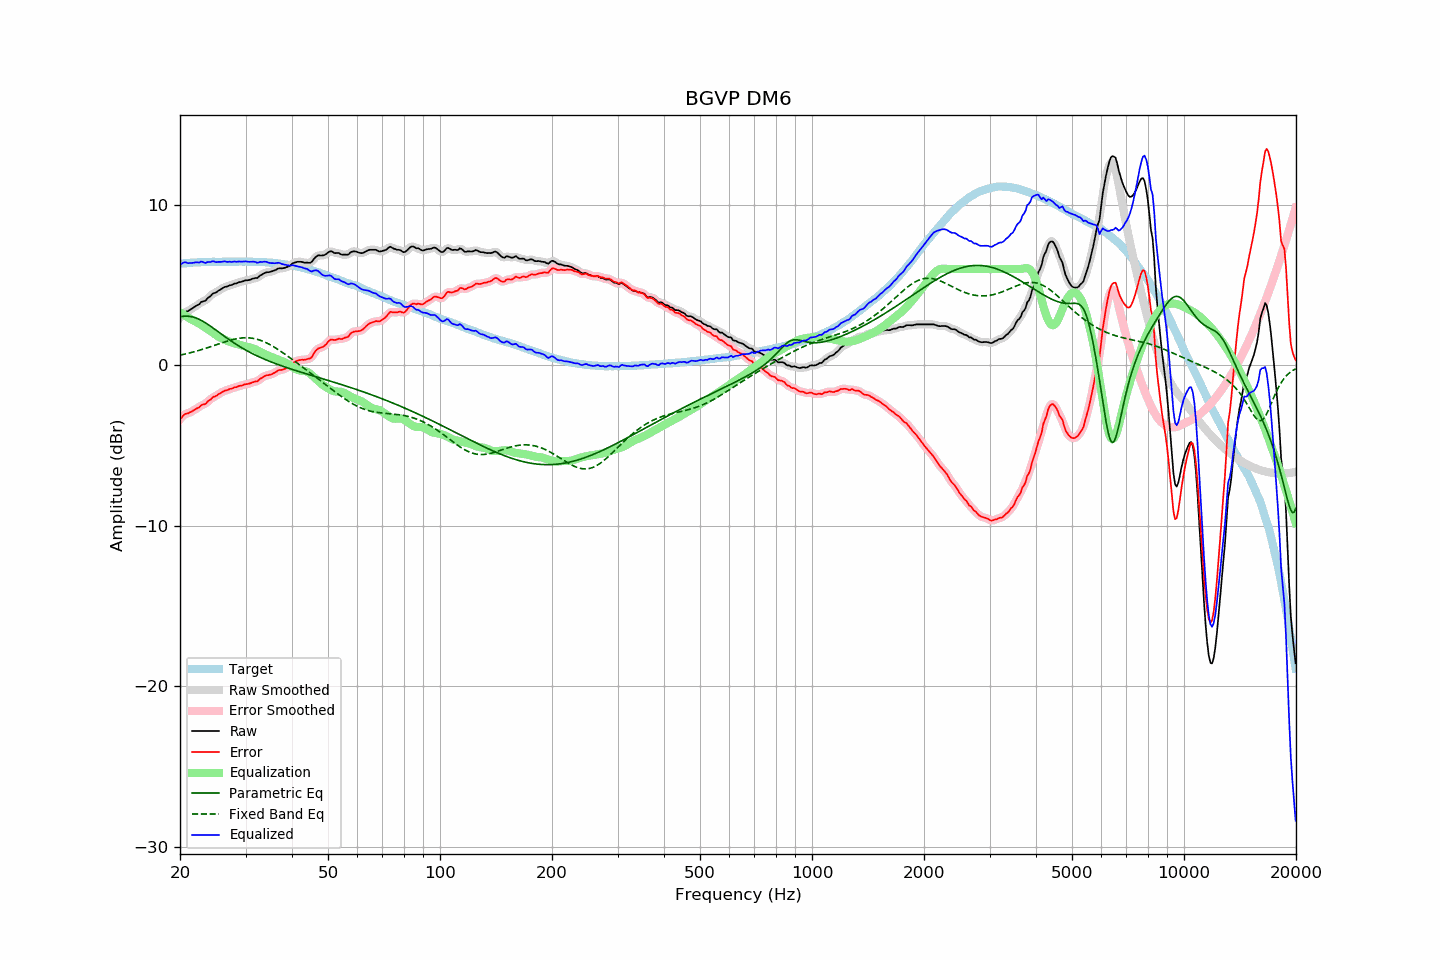 BGVP DM6
10
0
−10
−20
−30
Amplitude (dBr)
Target
Raw Smoothed
Error Smoothed
Raw
Error
Equalization
Parametric Eq
Fixed Band Eq
Equalized
20 50 100 200 500 1000 2000 5000 10000 20000
Frequency (Hz)